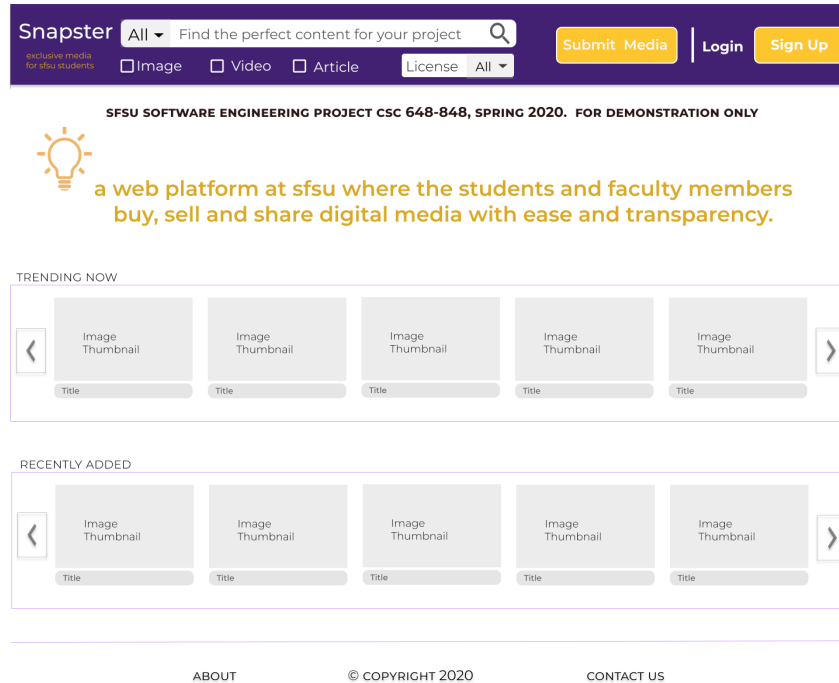 Snapster
exclusive media
for sfsu students
All
Find the perfect content for your project
Image
Video
Article
License
All
Submit Media
Login
Sign Up
SFSU SOFTWARE ENGINEERING PROJECT CSC 648-848, SPRING 2020. FOR DEMONSTRATION ONLY
a web platform at sfsu where the students and faculty members
buy, sell and share digital media with ease and transparency.
TRENDING NOW
Image
Thumbnail
Image
Thumbnail
Image
Thumbnail
Image
Thumbnail
Image
Thumbnail
Title
Title
Title
Title
Title
RECENTLY ADDED
Image
Thumbnail
Image
Thumbnail
Image
Thumbnail
Image
Thumbnail
Image
Thumbnail
Title
Title
Title
Title
Title
ABOUT
© COPYRIGHT 2020
CONTACT US